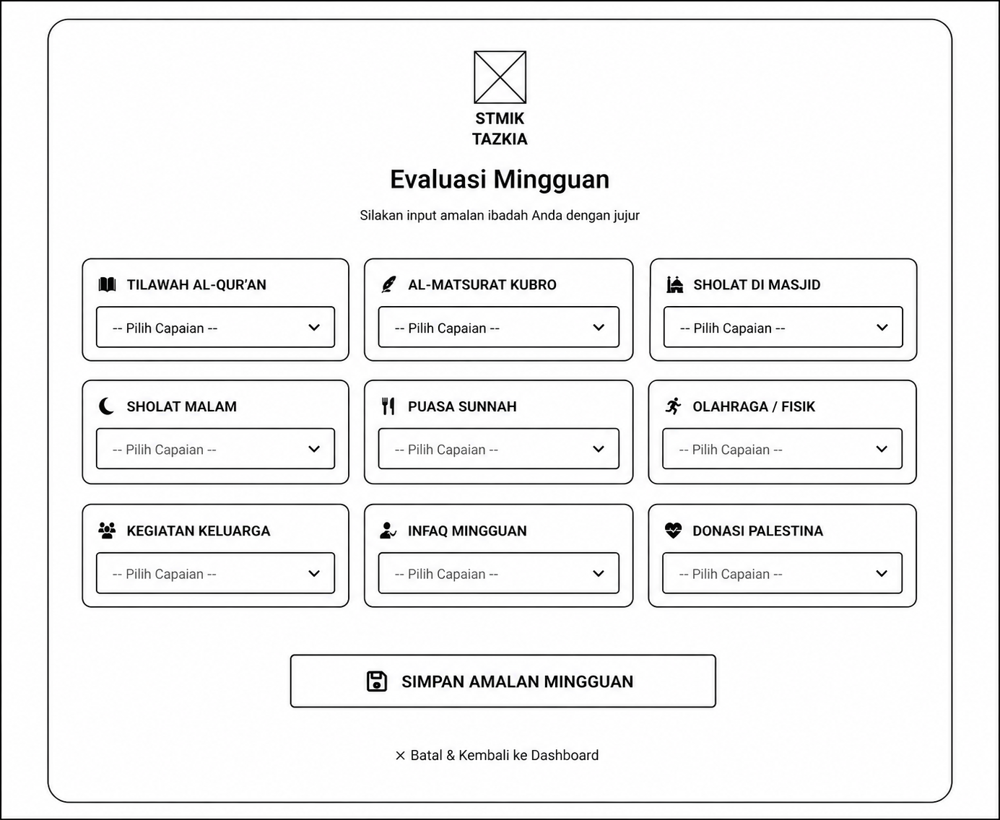 STMIK
TAZKIA
Evaluasi Mingguan
Silakan input amalan ibadah Anda dengan jujur
TILAWAH AL-QUR'AN
-- Pilih Capaian --
AL-MATSURAT KUBRO
-- Pilih Capaian --
SHOLAT DI MASJID
-- Pilih Capaian --
SHOLAT MALAM
-- Pilih Capaian --
PUASA SUNNAH
-- Pilih Capaian --
OLAHRAGA / FISIK
-- Pilih Capaian --
KEGIATAN KELUARGA
-- Pilih Capaian --
INFAQ MINGGUAN
-- Pilih Capaian --
DONASI PALESTINA
-- Pilih Capaian --
SIMPAN AMALAN MINGGUAN
× Batal & Kembali ke Dashboard